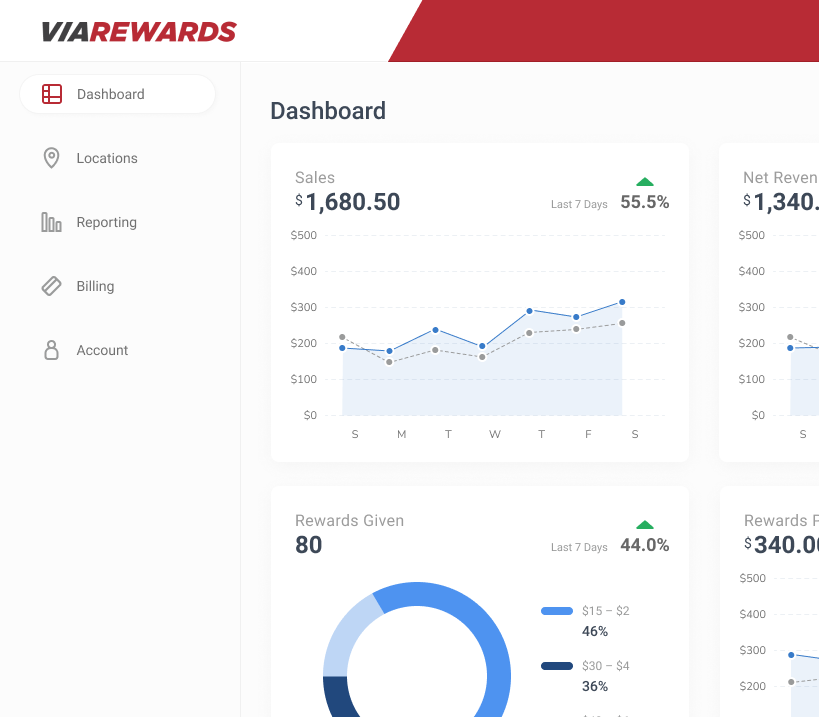 VIAREWARDS
Dashboard
Locations
Reporting
Billing
Account
Dashboard
Sales
$1,680.50
Last 7 Days 55.5%
$500
$400
$300
$200
$100
$0
S M T W T F S
Net Reven
$1,340.
$500
$400
$300
$200
$100
$0
S
Rewards Given
80
Last 7 Days 44.0%
$15 – $2
46%
$30 – $4
36%
Rewards P
$340.00
$500
$400
$300
$200